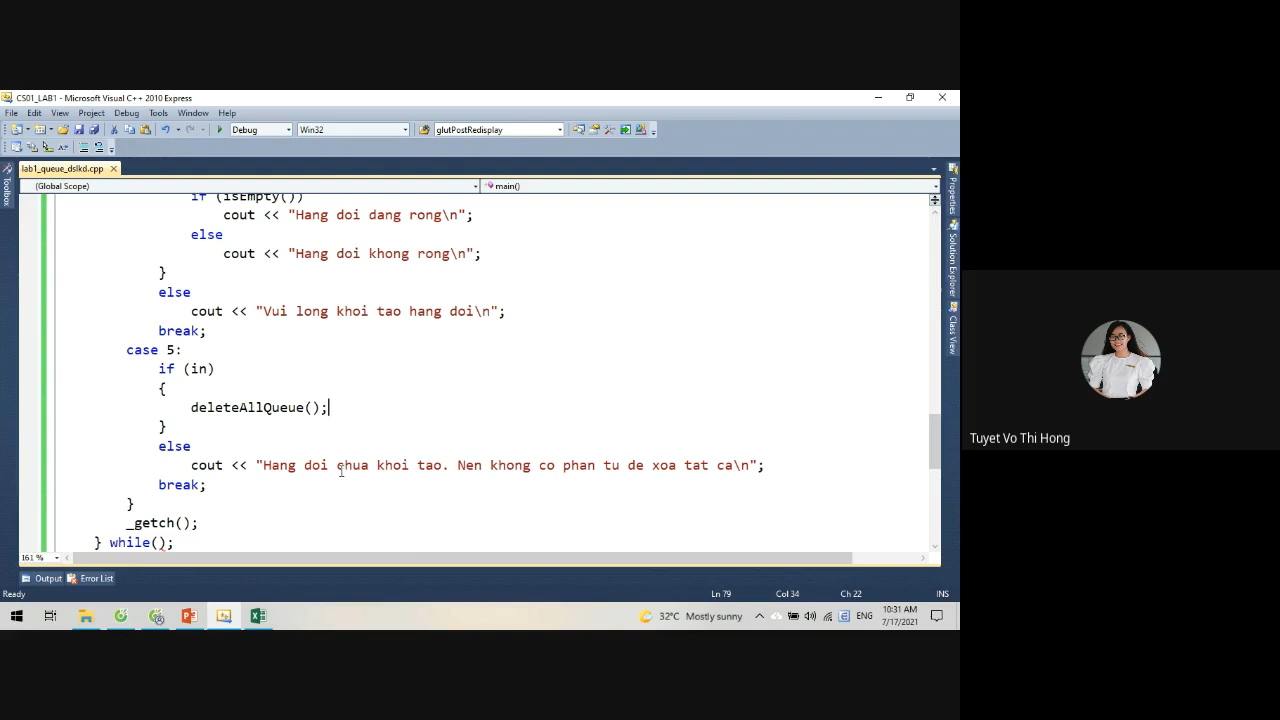 CS01_LAB1 - Microsoft Visual C++ 2010 Express
File Edit View Project Debug Tools Window Help
Debug Win32 glutPostRedisplay
lab1_queue_dslkd.cpp
(Global Scope) main()
if (isEmpty())
cout << "Hang doi dang rong\n";
else
cout << "Hang doi khong rong\n";
}
else
cout << "Vui long khoi tao hang doi\n";
break;
case 5:
if (in)
{
deleteAllQueue();
}
else
cout << "Hang doi chua khoi tao. Nen khong co phan tu de xoa tat ca\n";
break;
}
_getch();
} while();
161 %
Output Error List
Ready Ln 79 Col 34 Ch 22 INS
32°C Mostly sunny ENG 10:31 AM
7/17/2021
Toolbox
Properties
Solution Explorer
Class View
Tuyet Vo Thi Hong